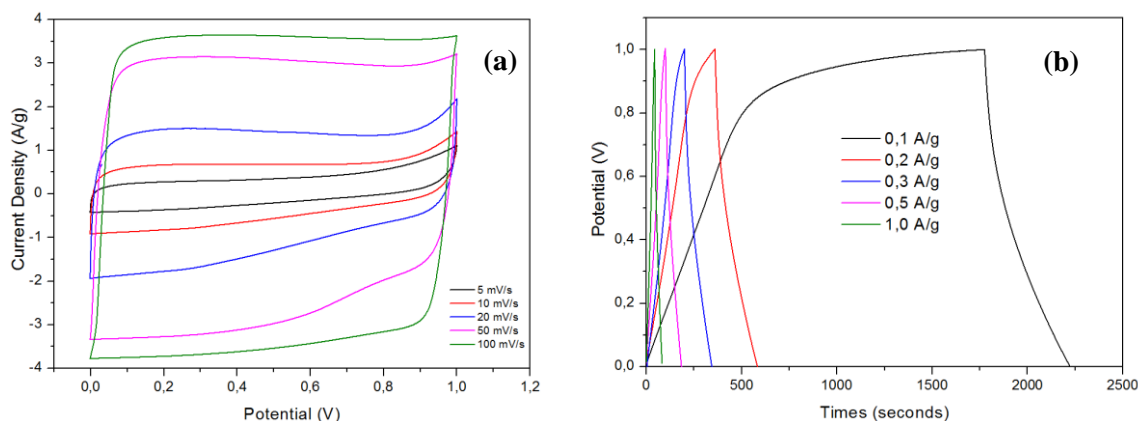 (a)
Current Density (A/g)
4
3
2
1
0
-1
-2
-3
-4
5 mV/s
10 mV/s
20 mV/s
50 mV/s
100 mV/s
0,0 0,2 0,4 0,6 0,8 1,0 1,2
Potential (V)
(b)
Potential (V)
1,0
0,8
0,6
0,4
0,2
0,0
0,1 A/g
0,2 A/g
0,3 A/g
0,5 A/g
1,0 A/g
0 500 1000 1500 2000 2500
Times (seconds)